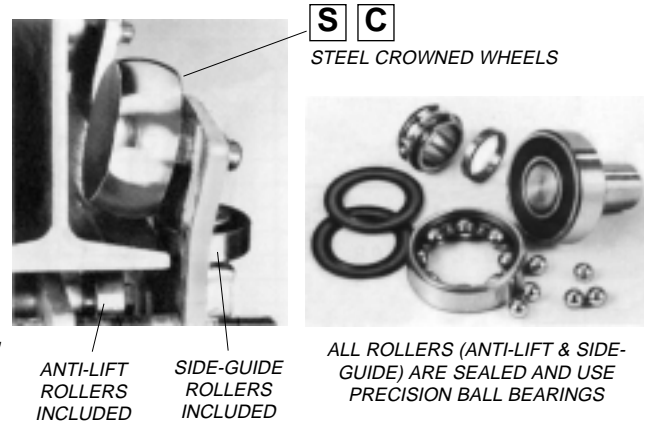 S C
STEEL CROWNED WHEELS
ANTI-LIFT
ROLLERS
INCLUDED
SIDE-GUIDE
ROLLERS
INCLUDED
ALL ROLLERS (ANTI-LIFT & SIDE-
GUIDE) ARE SEALED AND USE
PRECISION BALL BEARINGS